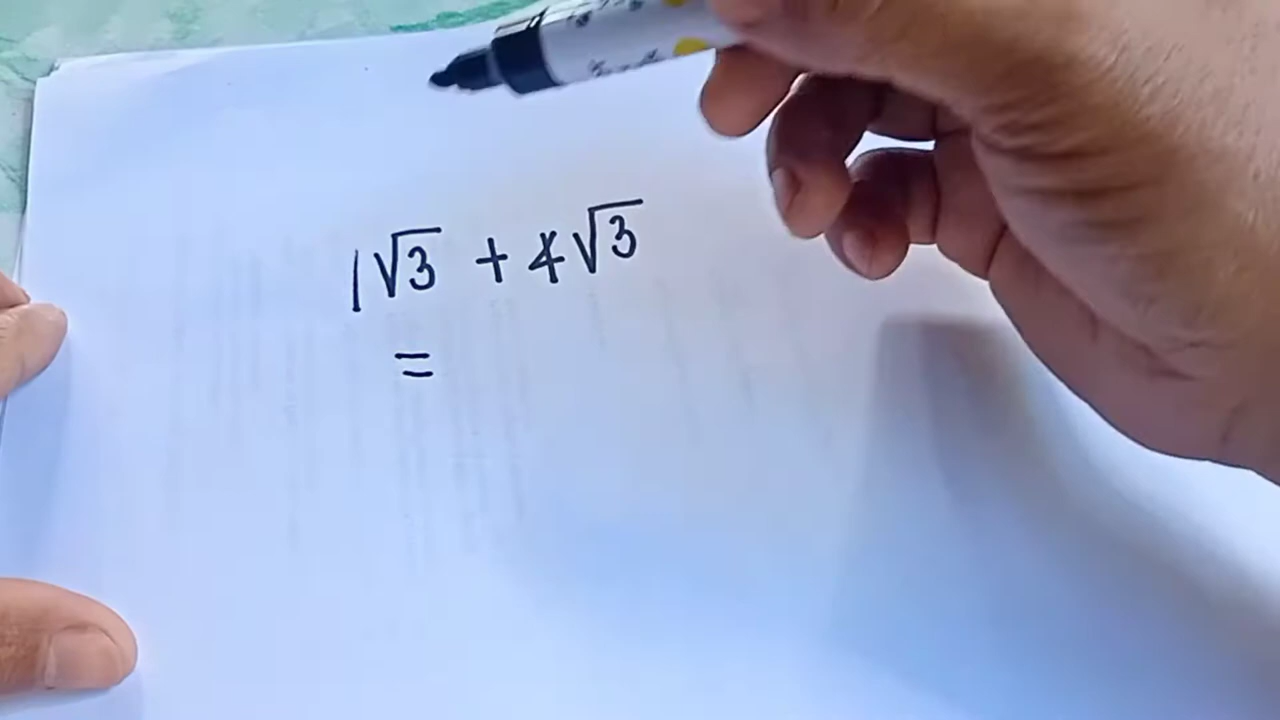 1√3 + 4√3
=